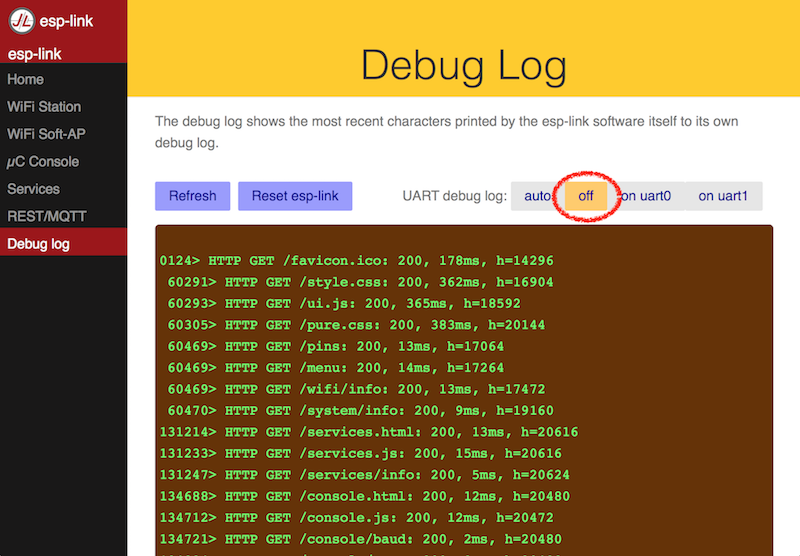 JL esp-link
esp-link
Home
WiFi Station
WiFi Soft-AP
µC Console
Services
REST/MQTT
Debug log
Debug Log
The debug log shows the most recent characters printed by the esp-link software itself to its own
debug log.
Refresh Reset esp-link UART debug log: auto off on uart0 on uart1
0124> HTTP GET /favicon.ico: 200, 178ms, h=14296
60291> HTTP GET /style.css: 200, 362ms, h=16904
60293> HTTP GET /ui.js: 200, 365ms, h=18592
60305> HTTP GET /pure.css: 200, 383ms, h=20144
60469> HTTP GET /pins: 200, 13ms, h=17064
60469> HTTP GET /menu: 200, 14ms, h=17264
60469> HTTP GET /wifi/info: 200, 13ms, h=17472
60470> HTTP GET /system/info: 200, 9ms, h=19160
131214> HTTP GET /services.html: 200, 13ms, h=20616
131233> HTTP GET /services.js: 200, 15ms, h=20616
131247> HTTP GET /services/info: 200, 5ms, h=20624
134688> HTTP GET /console.html: 200, 12ms, h=20480
134712> HTTP GET /console.js: 200, 12ms, h=20472
134721> HTTP GET /console/baud: 200, 2ms, h=20480